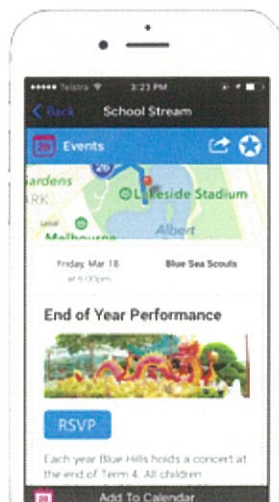 Telstra 3:23 PM
Back School Stream
Events
Lakeside Stadium
Albert
Melbourne
Friday, Mar 18 Blue Sea Scouts
at 6:00pm
End of Year Performance
RSVP
Each year Blue Hills holds a concert at
the end of Term 4. All children
Add To Calendar